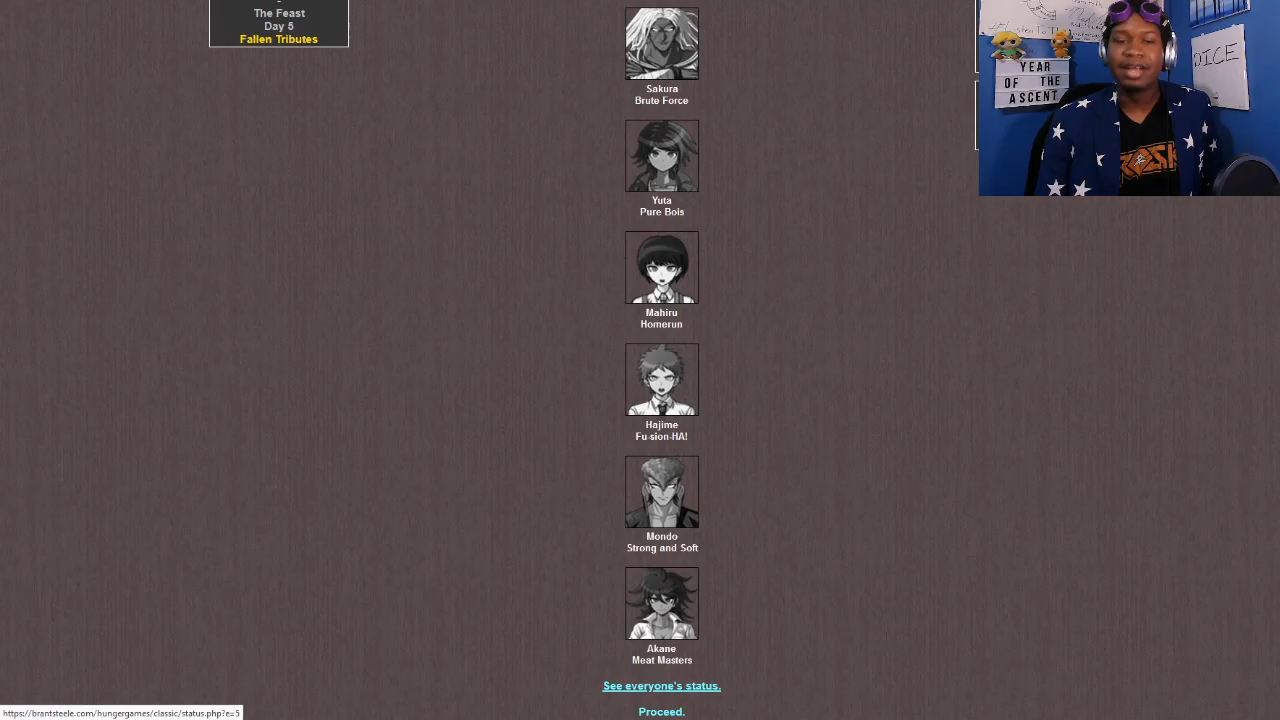 The Feast
Day 5
Fallen Tributes
Sakura
Brute Force
Yuta
Pure Bois
Mahiru
Homerun
Hajime
Fu-sion-HA!
Mondo
Strong and Soft
Akane
Meat Masters
See everyone's status.
Proceed.
https://brantsteele.com/hungergames/classic/status.php?e=5
YEAR
OF THE
ASCENT
DICE